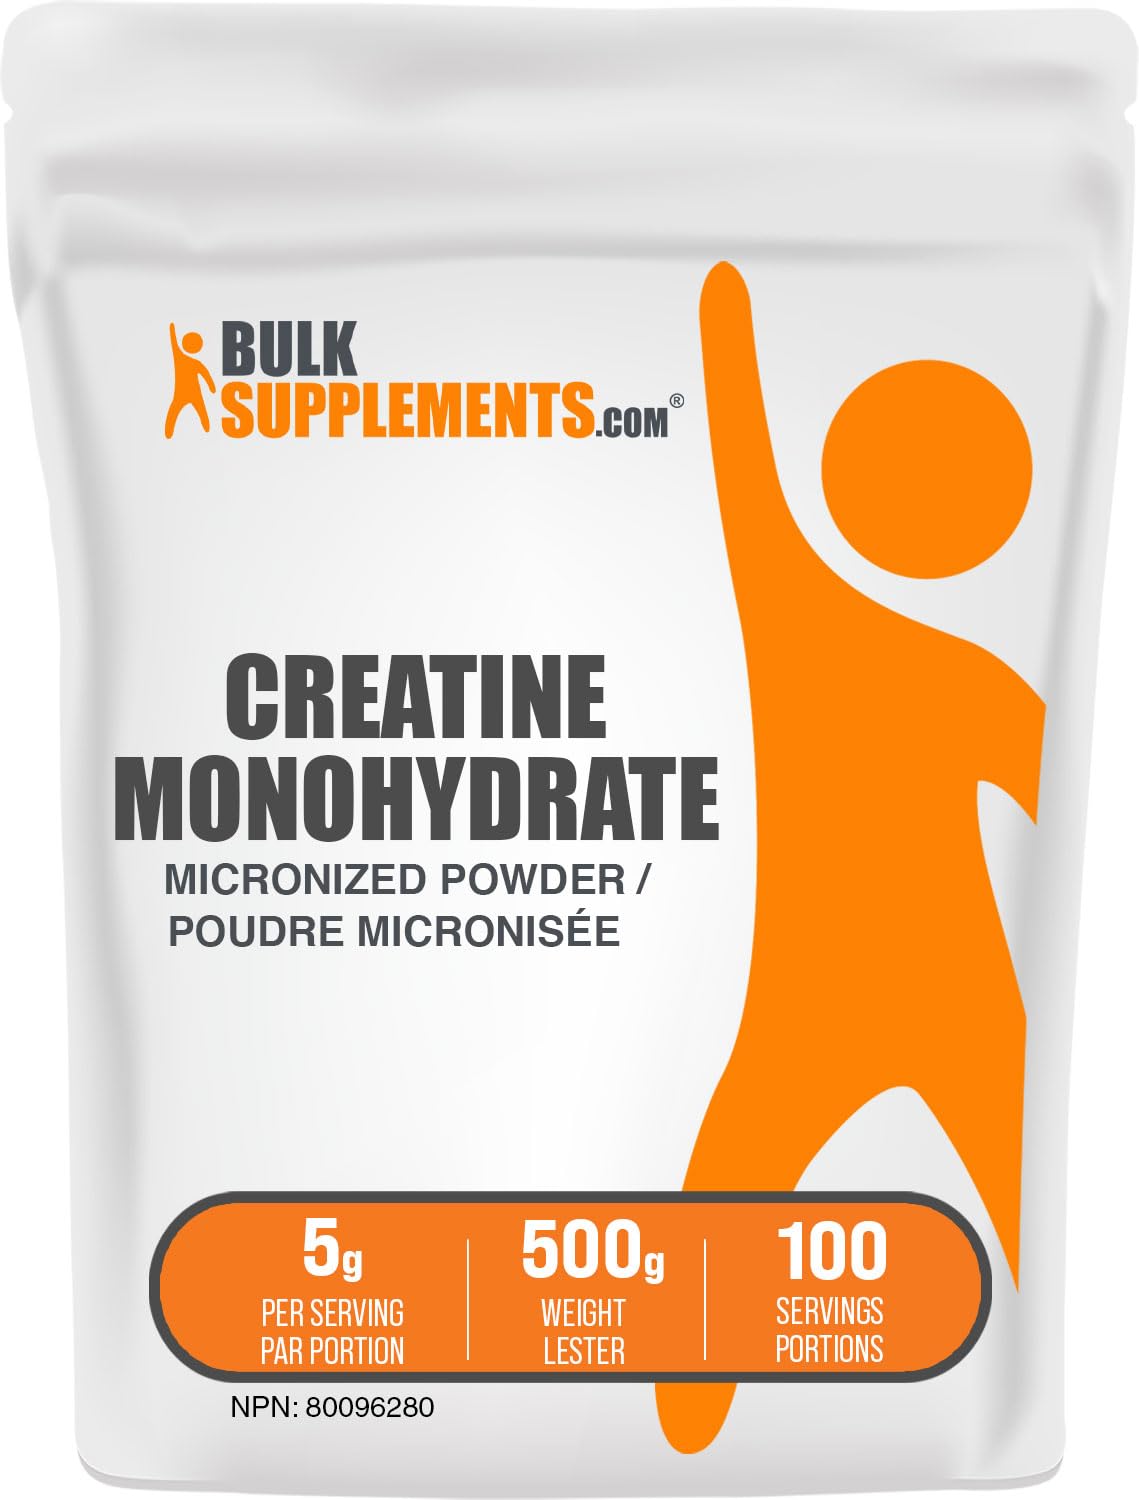 BULK
SUPPLEMENTS.COM®
CREATINE
MONOHYDRATE
MICRONIZED POWDER /
POUDRE MICRONISÉE
5g
PER SERVING
PAR PORTION
500g
WEIGHT
LESTER
100
SERVINGS
PORTIONS
NPN: 80096280